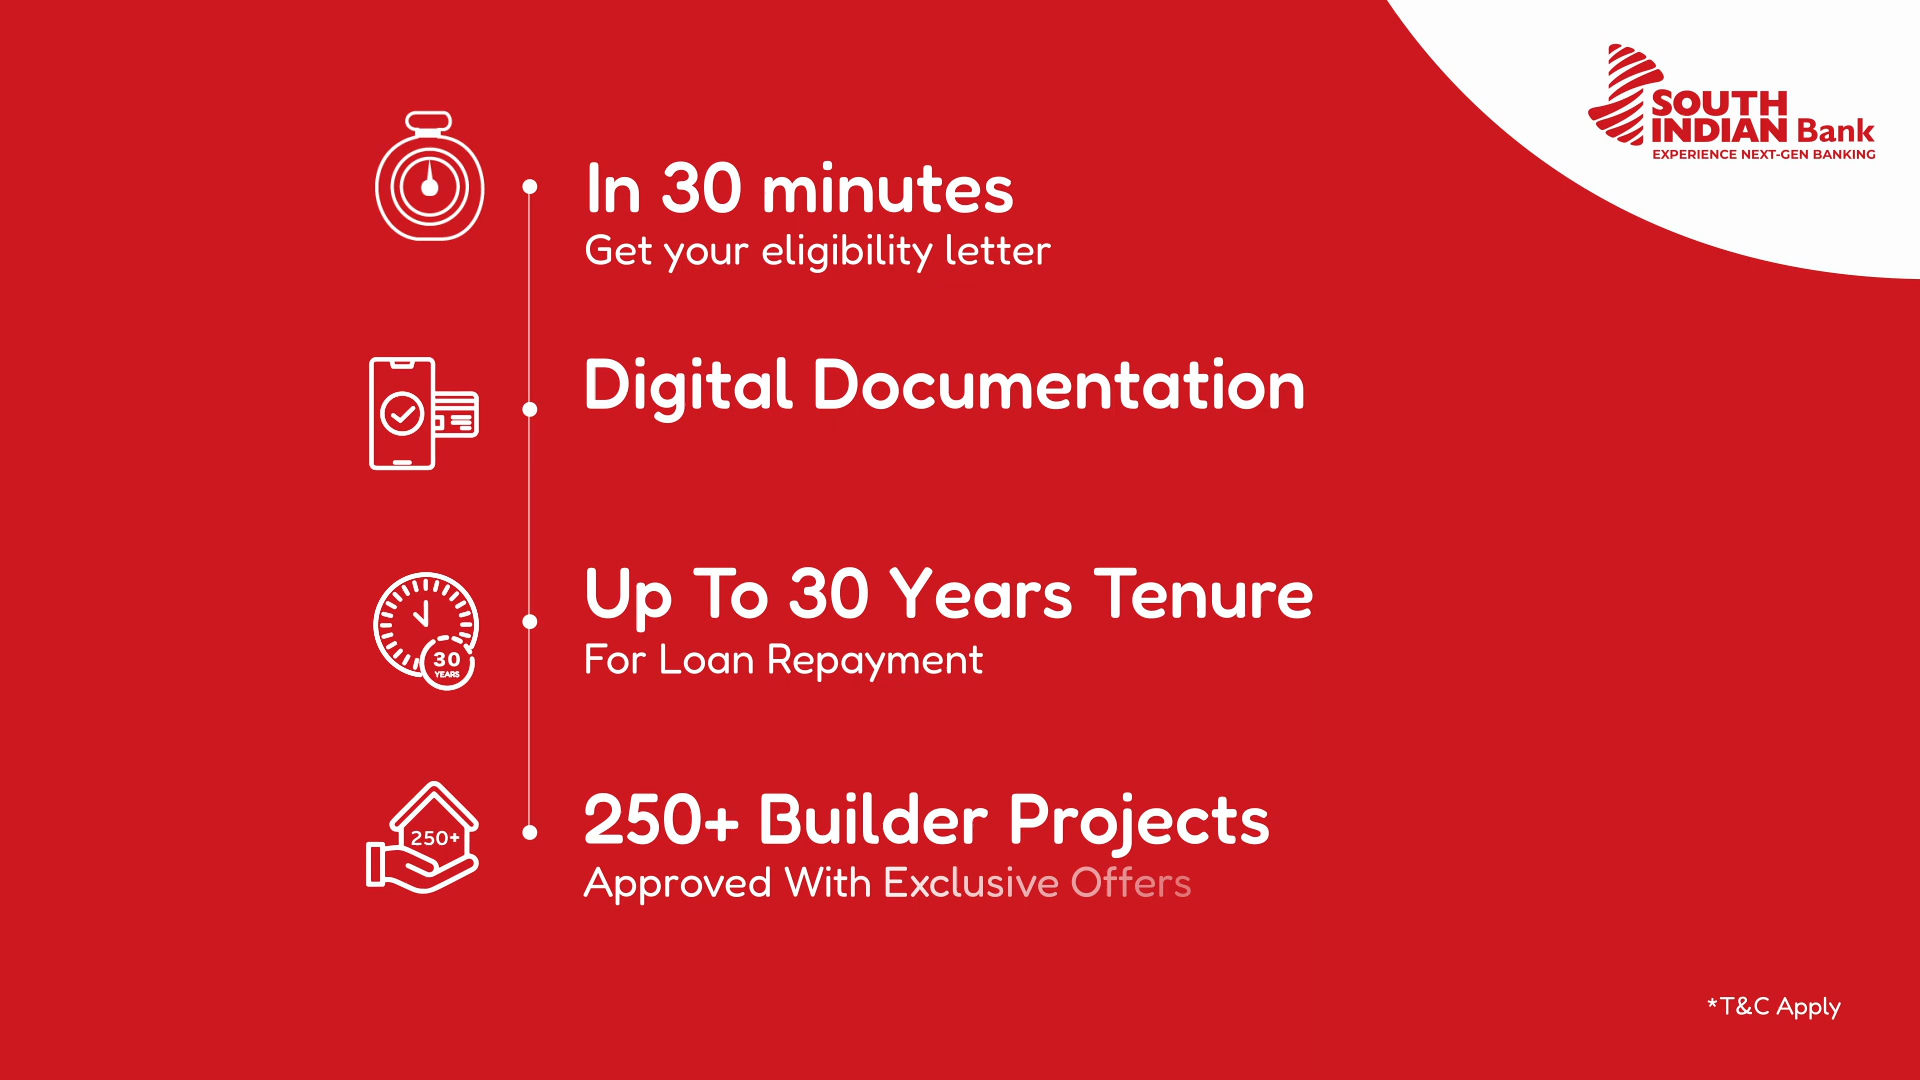 SOUTH
INDIAN Bank
EXPERIENCE NEXT-GEN BANKING
In 30 minutes
Get your eligibility letter
Digital Documentation
Up To 30 Years Tenure
For Loan Repayment
30
YEARS
250+ Builder Projects
Approved With Exclusive Offers
250+
*T&C Apply